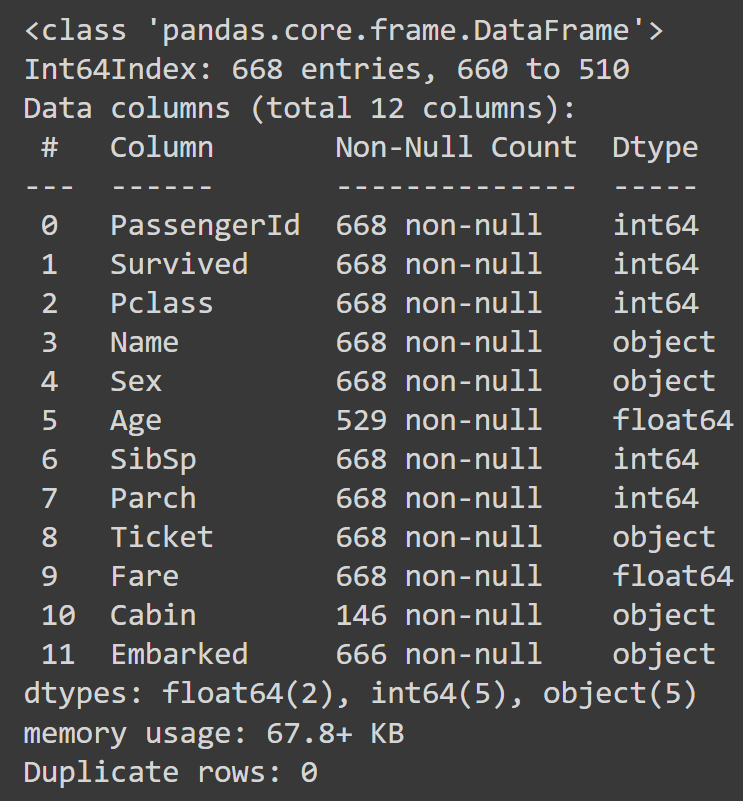 <class 'pandas.core.frame.DataFrame'>
Int64Index: 668 entries, 660 to 510
Data columns (total 12 columns):
 #   Column       Non-Null Count  Dtype
---  ------       --------------  -----
 0   PassengerId  668 non-null    int64
 1   Survived     668 non-null    int64
 2   Pclass       668 non-null    int64
 3   Name         668 non-null    object
 4   Sex          668 non-null    object
 5   Age          529 non-null    float64
 6   SibSp        668 non-null    int64
 7   Parch        668 non-null    int64
 8   Ticket       668 non-null    object
 9   Fare         668 non-null    float64
 10  Cabin        146 non-null    object
 11  Embarked     666 non-null    object
dtypes: float64(2), int64(5), object(5)
memory usage: 67.8+ KB
Duplicate rows: 0